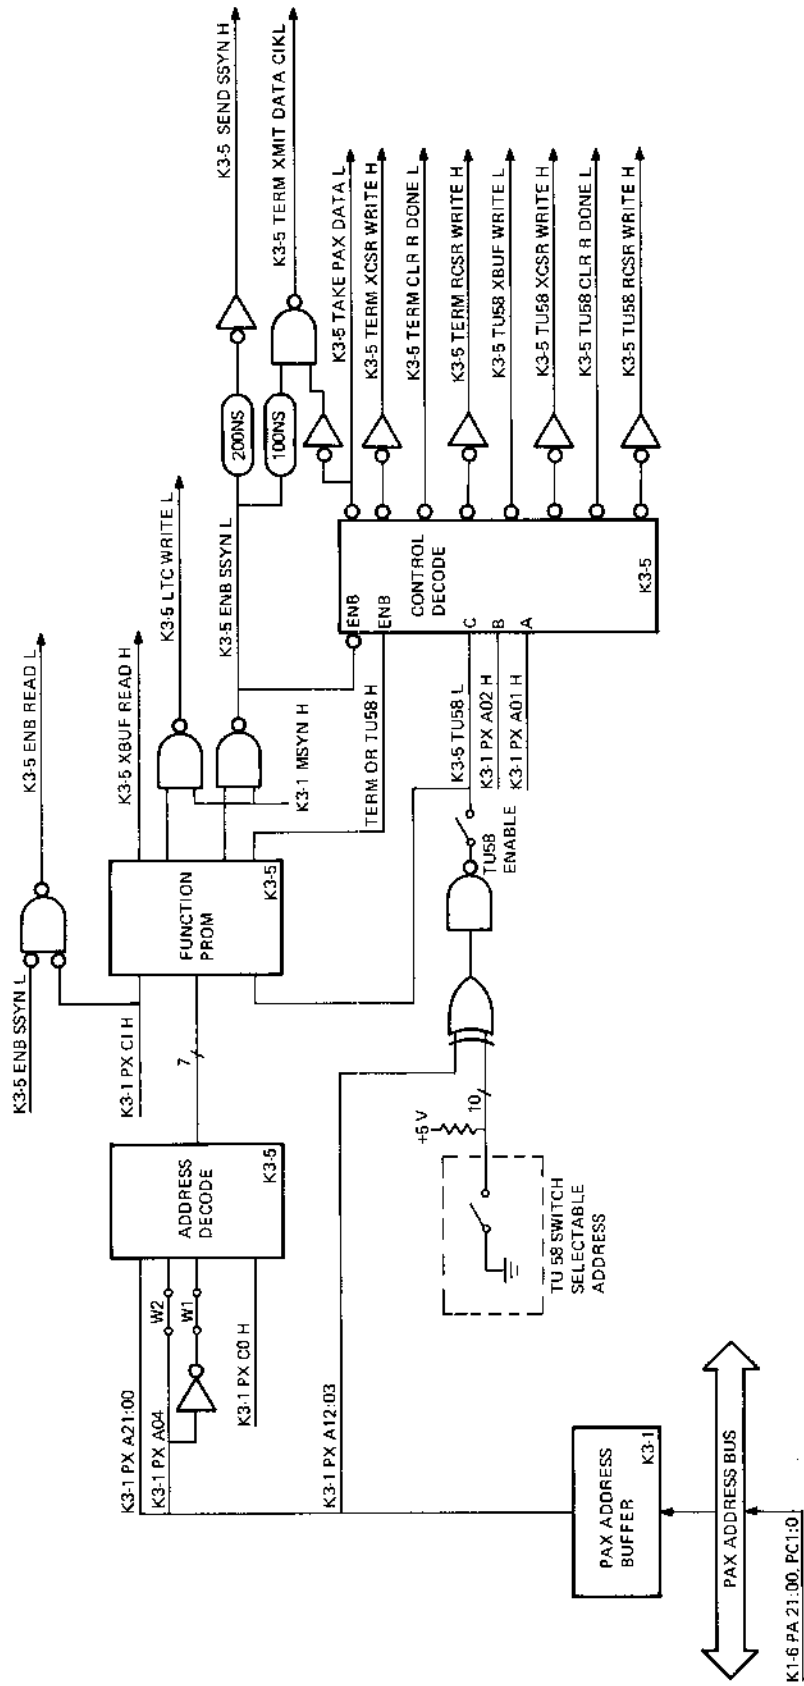 K3-5 SEND SSYN H
K3-5 TERM XMIT DATA CIKL
K3-5 TAKE PAX DATA L
K3-5 TERM XCSR WRITE H
K3-5 TERM CLR R DONE L
K3-5 TERM RCSR WRITE H
K3-5 TU58 XBUF WRITE L
K3-5 TU58 XCSR WRITE H
K3-5 TU58 CLR R DONE L
K3-5 TU58 RCSR WRITE H
200NS
100NS
K3-5 ENB READ L
K3-5 XBUF READ H
K3-5 LTC WRITE L
K3-5 ENB SSYN L
ENB
ENB
CONTROL
DECODE
C
B
A
K3-5
K3-1 MSYN H
TERM OR TU58 H
K3-5 TU58 L
K3-1 PX A02 H
K3-1 PX A01 H
FUNCTION
PROM
K3-5
TU58
ENABLE
K3-5 ENB SSYN L
K3-1 PX CI H
7
10
+5 V
ADDRESS
DECODE
K3-5
TU 58 SWITCH
SELECTABLE
ADDRESS
W2
W1
K3-1 PX C0 H
K3-1 PX A21:00
K3-1 PX A04
K3-1 PX A12:03
PAX ADDRESS
BUFFER
K3-1
PAX ADDRESS BUS
K1-6 PA 21:00, PC1:0